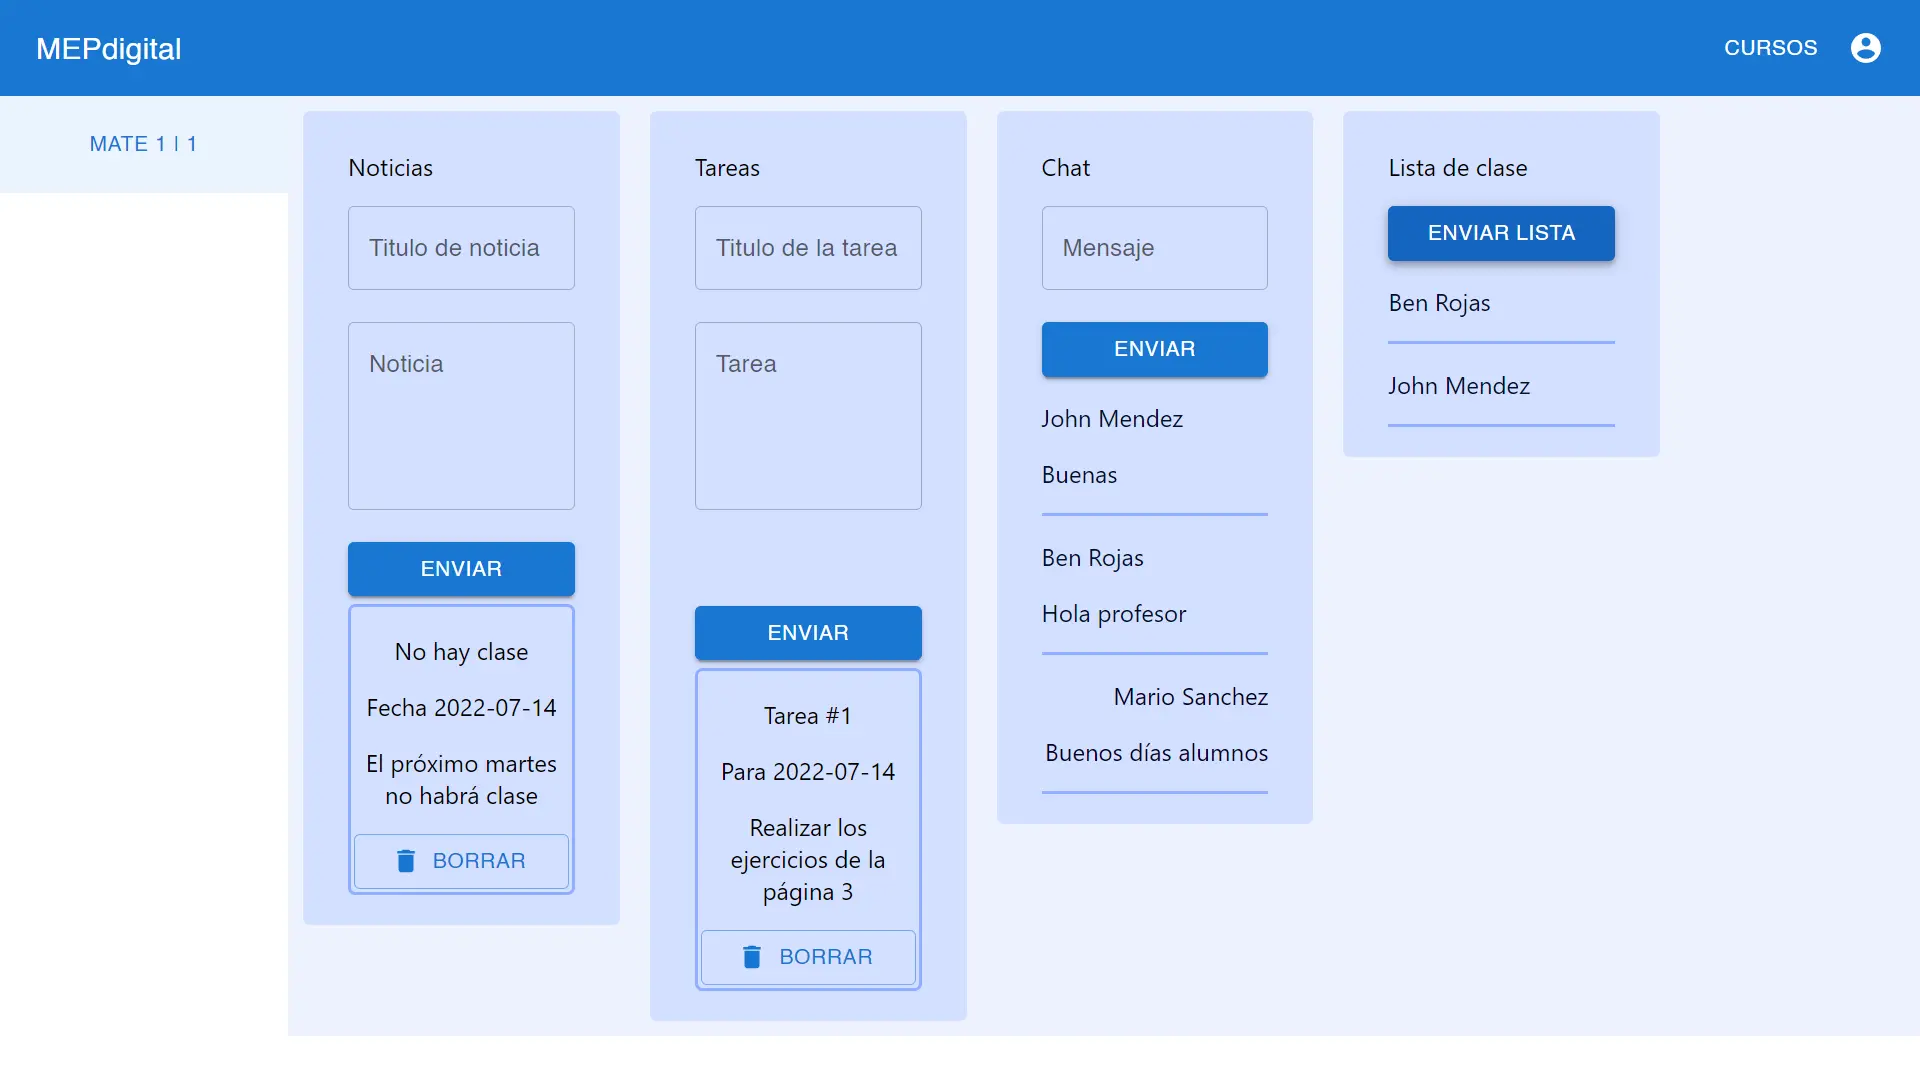 MEPdigital
CURSOS
MATE 1 | 1
Noticias
Titulo de noticia
Noticia
ENVIAR
No hay clase
Fecha 2022-07-14
El próximo martes
no habrá clase
BORRAR
Tareas
Titulo de la tarea
Tarea
ENVIAR
Tarea #1
Para 2022-07-14
Realizar los
ejercicios de la
página 3
BORRAR
Chat
Mensaje
ENVIAR
John Mendez
Buenas
Ben Rojas
Hola profesor
Mario Sanchez
Buenos días alumnos
Lista de clase
ENVIAR LISTA
Ben Rojas
John Mendez